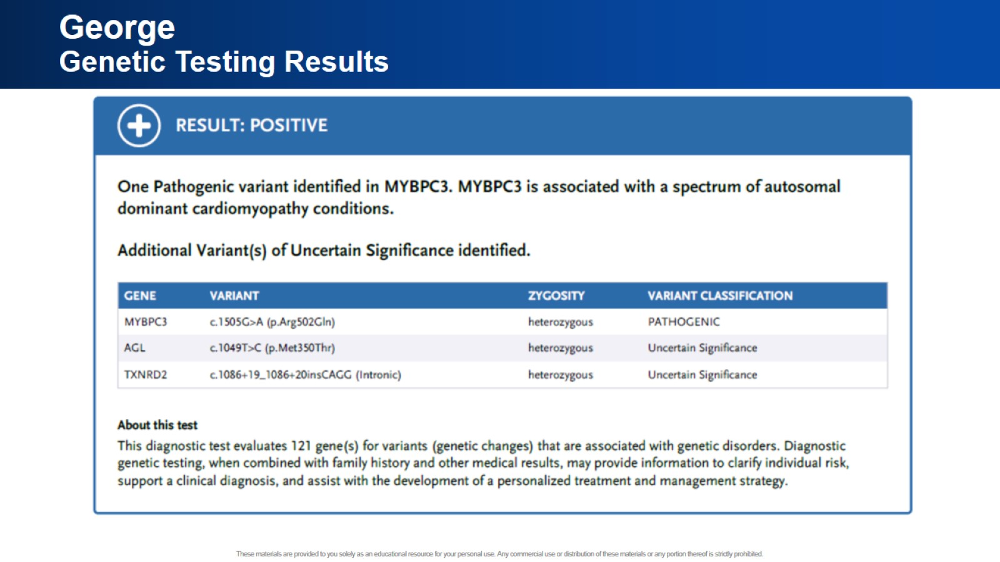 George
Genetic Testing Results
RESULT: POSITIVE
One Pathogenic variant identified in MYBPC3. MYBPC3 is associated with a spectrum of autosomal
dominant cardiomyopathy conditions.
Additional Variant(s) of Uncertain Significance identified.
GENE VARIANT ZYGOSITY VARIANT CLASSIFICATION
MYBPC3 c.1505G>A (p.Arg502Gln) heterozygous PATHOGENIC
AGL c.1049T>C (p.Met350Thr) heterozygous Uncertain Significance
TXNRD2 c.1086+19_1086+20insCAGG (Intronic) heterozygous Uncertain Significance
About this test
This diagnostic test evaluates 121 gene(s) for variants (genetic changes) that are associated with genetic disorders. Diagnostic
genetic testing, when combined with family history and other medical results, may provide information to clarify individual risk,
support a clinical diagnosis, and assist with the development of a personalized treatment and management strategy.
These materials are provided to you solely as an educational resource for your personal use. Any commercial use or distribution of these materials or any portion thereof is strictly prohibited.